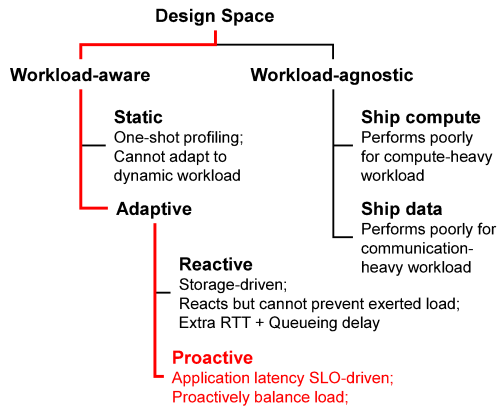 Design Space
Workload-aware
Workload-agnostic
Static
One-shot profiling;
Cannot adapt to
dynamic workload
Adaptive
Reactive
Storage-driven;
Reacts but cannot prevent exerted load;
Extra RTT + Queueing delay
Proactive
Application latency SLO-driven;
Proactively balance load;
Ship compute
Performs poorly
for compute-heavy
workload
Ship data
Performs poorly for
communication-
heavy workload